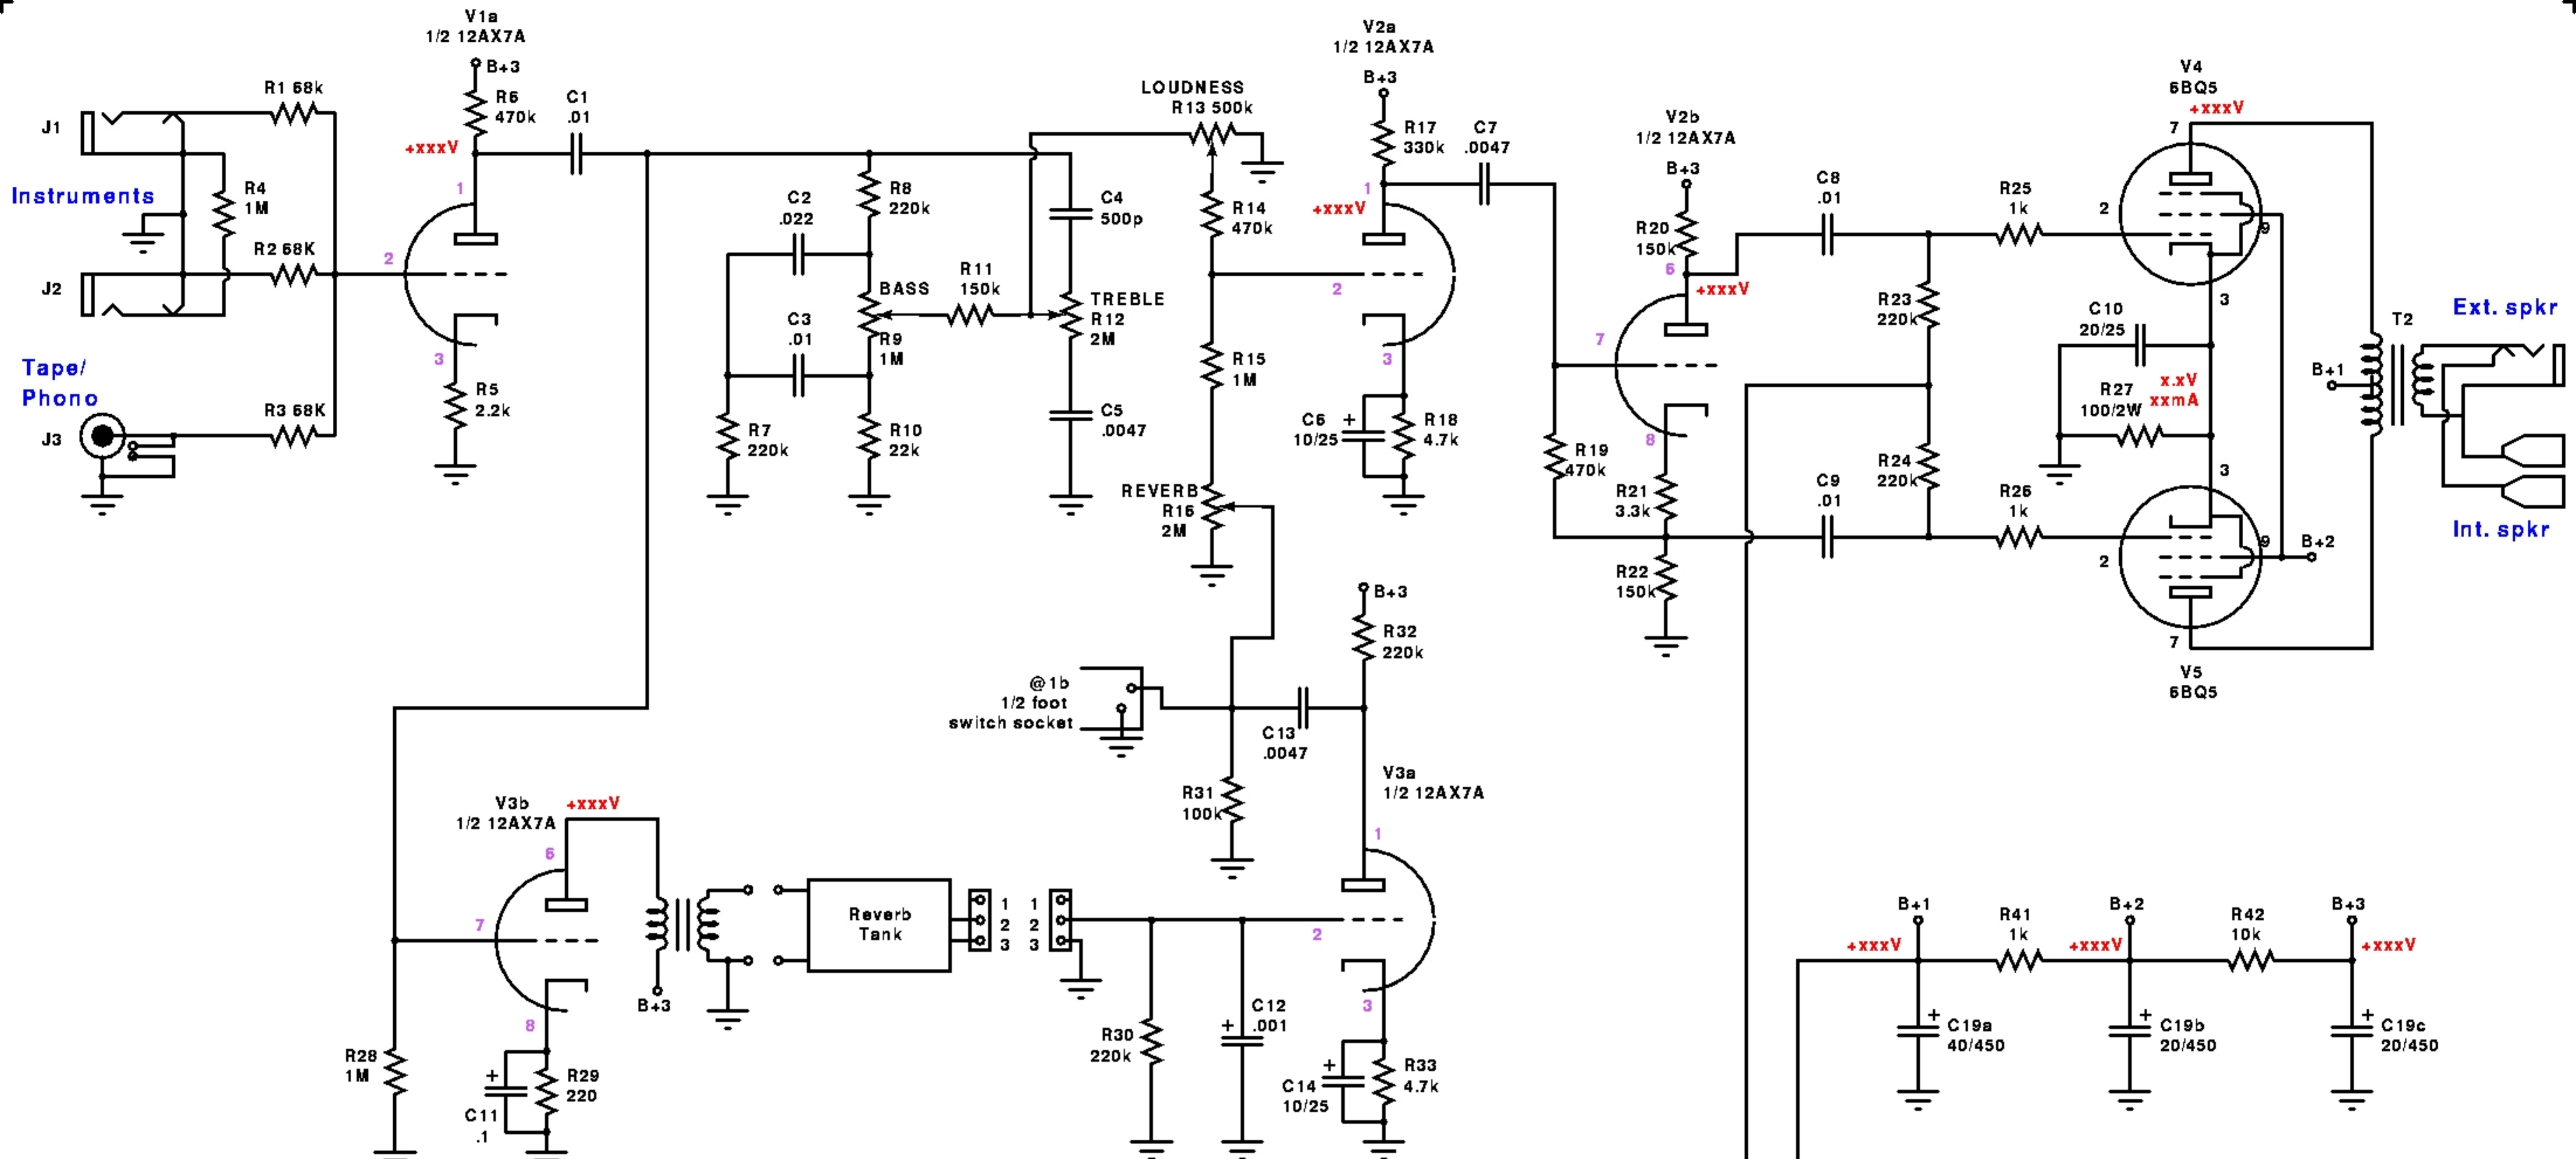 V1a
1/2 12AX7A
B+3
R6
470k
C1
.01
+xxxV
1
2
3
R5
2.2k
R1 68k
J1
Instruments
R4
1M
R2 68K
J2
Tape/
Phono
R3 68K
J3
C2
.022
R8
220k
BASS
R9
1M
R11
150k
C3
.01
R7
220k
R10
22k
C4
500p
TREBLE
R12
2M
C5
.0047
LOUDNESS
R13 500k
R14
470k
R15
1M
REVERB
R16
2M
V2a
1/2 12AX7A
B+3
R17
330k
1
+xxxV
2
3
C6
10/25
+
R18
4.7k
C7
.0047
V2b
1/2 12AX7A
B+3
R20
150k
6
+xxxV
7
8
R19
470k
R21
3.3k
R22
150k
C8
.01
R25
1k
R23
220k
R24
220k
C9
.01
R26
1k
V4
6BQ5
+xxxV
7
2
9
3
C10
20/25
R27
100/2W
x.xV
xxmA
3
2
9
B+2
7
V5
6BQ5
B+1
T2
Ext. spkr
Int. spkr
@1b
1/2 foot
switch socket
C13
.0047
B+3
R32
220k
R31
100k
V3a
1/2 12AX7A
1
2
3
V3b
1/2 12AX7A
+xxxV
6
7
8
R28
1M
+
C11
.1
R29
220
B+3
Reverb
Tank
1
2
3
1
2
3
R30
220k
C12
.001
+
+
C14
10/25
R33
4.7k
B+1
+xxxV
R41
1k
B+2
+xxxV
R42
10k
B+3
+xxxV
+
C19a
40/450
+
C19b
20/450
+
C19c
20/450